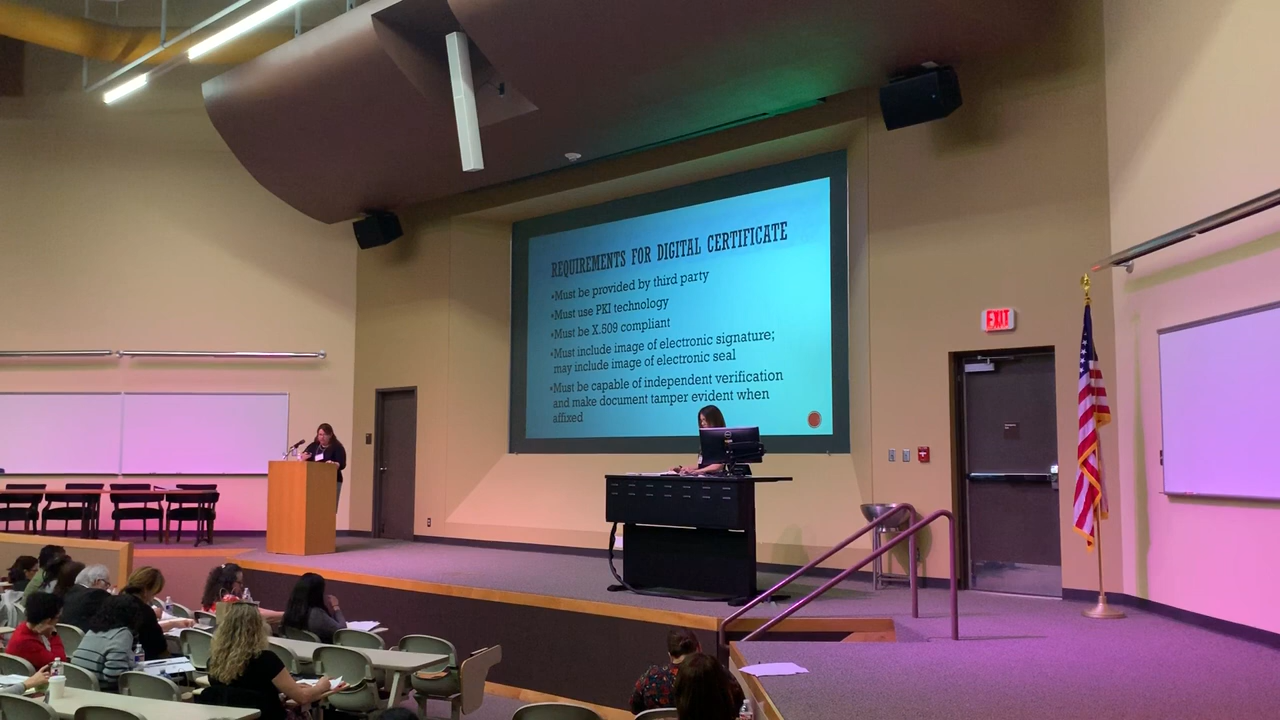 REQUIREMENTS FOR DIGITAL CERTIFICATE
•Must be provided by third party
•Must use PKI technology
•Must be X.509 compliant
•Must include image of electronic signature;
may include image of electronic seal
•Must be capable of independent verification
and make document tamper evident when
affixed
EXIT